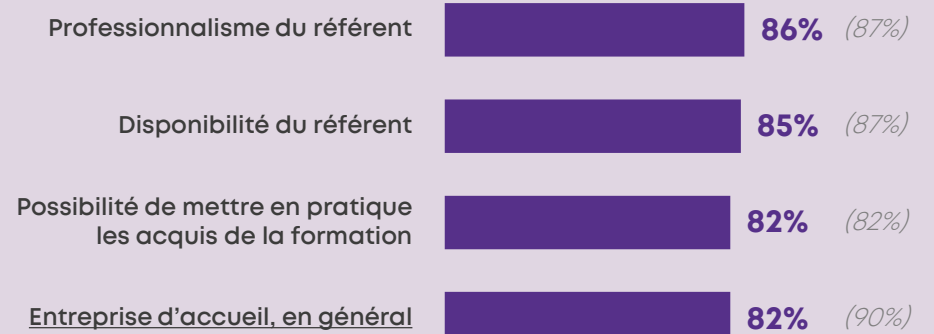 Professionnalisme du référent 86% (87%)
Disponibilité du référent 85% (87%)
Possibilité de mettre en pratique
les acquis de la formation 82% (82%)
Entreprise d'accueil, en général 82% (90%)